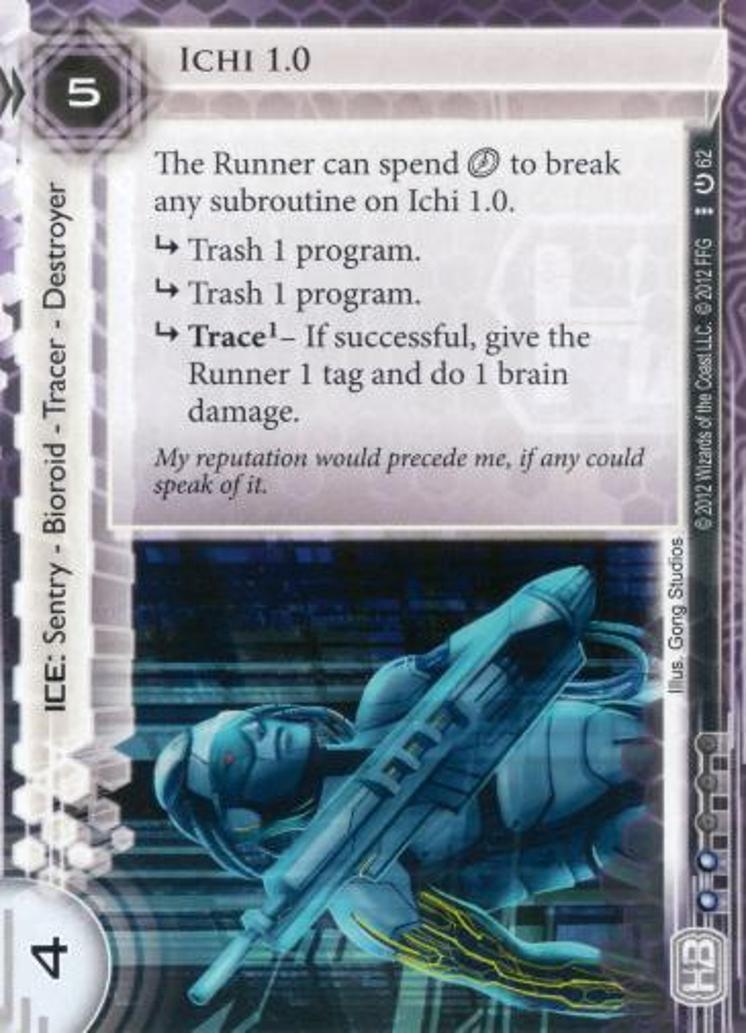 ICHI 1.0
5
The Runner can spend to break
any subroutine on Ichi 1.0.
↳ Trash 1 program.
↳ Trash 1 program.
↳ Trace¹– If successful, give the
Runner 1 tag and do 1 brain
damage.
My reputation would precede me, if any could
speak of it.
ICE: Sentry - Bioroid - Tracer - Destroyer
4
Illus. Gong Studios
© 2012 Wizards of the Coast LLC. © 2012 FFG 62
HB